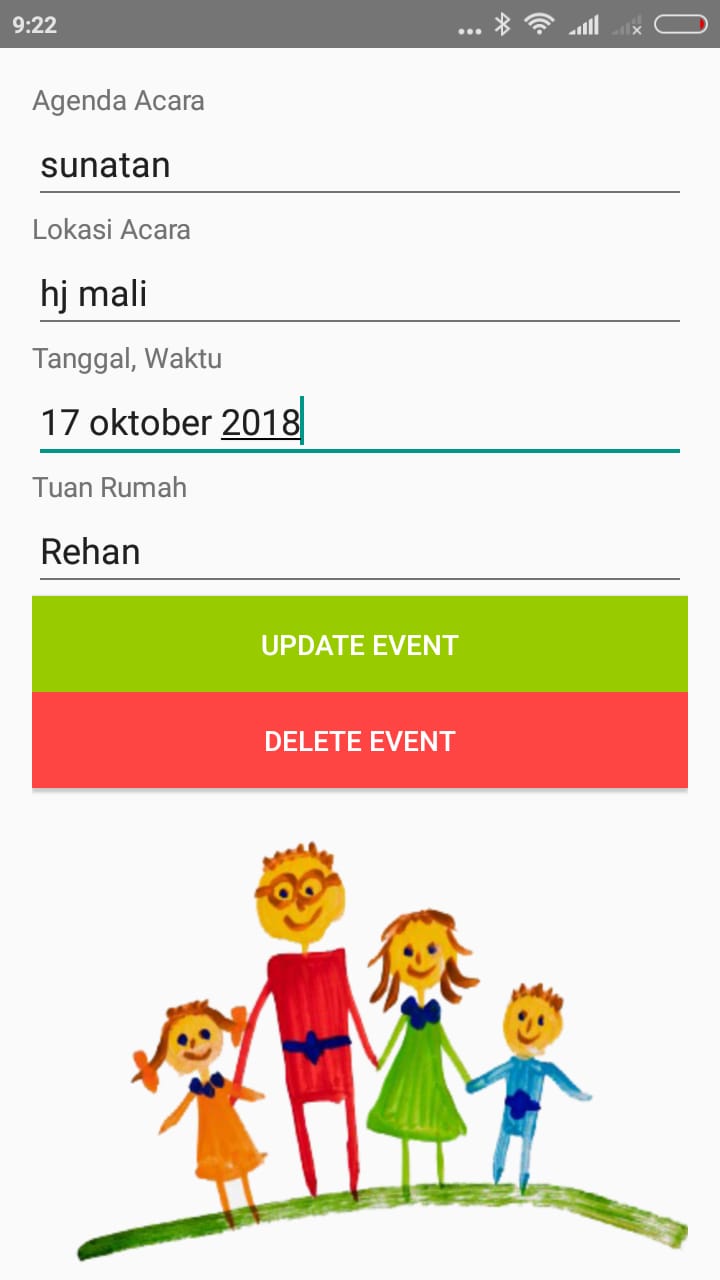 9:22
Agenda Acara
sunatan
Lokasi Acara
hj mali
Tanggal, Waktu
17 oktober 2018
Tuan Rumah
Rehan
UPDATE EVENT
DELETE EVENT